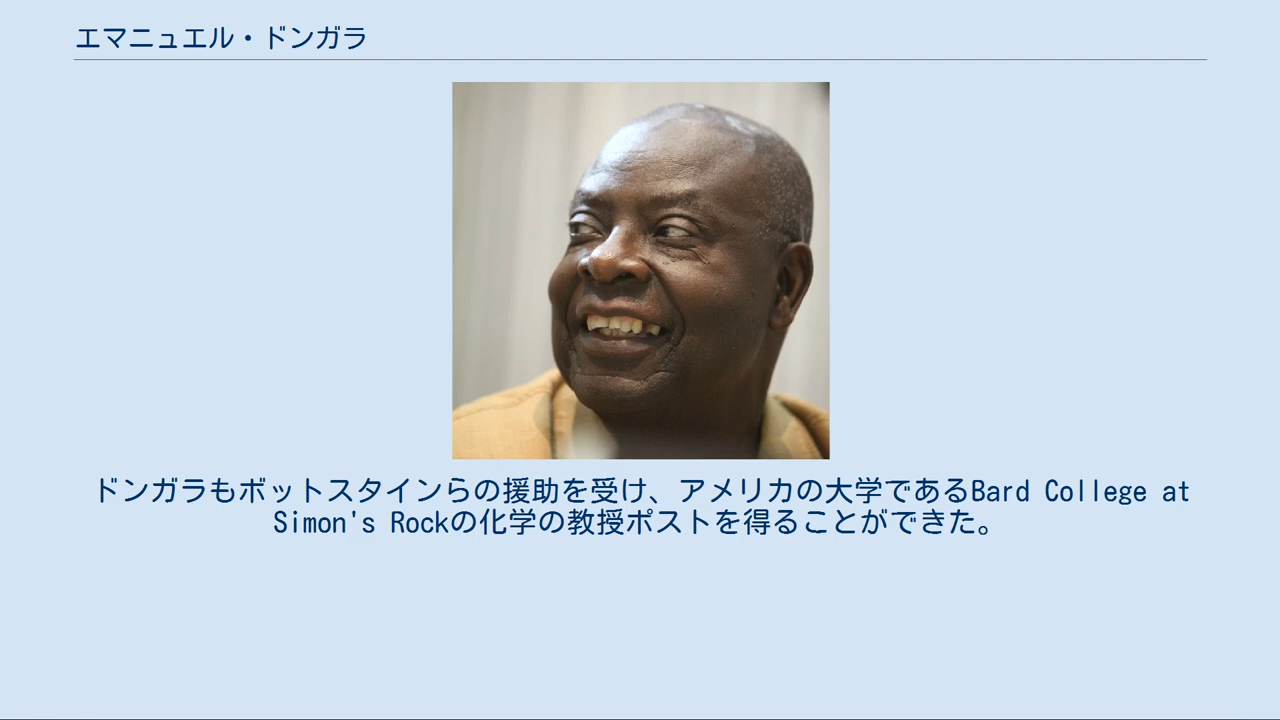 エマニュエル・ドンガラ
ドンガラもボットスタインらの援助を受け、アメリカの大学であるBard College at
Simon's Rockの化学の教授ポストを得ることができた。